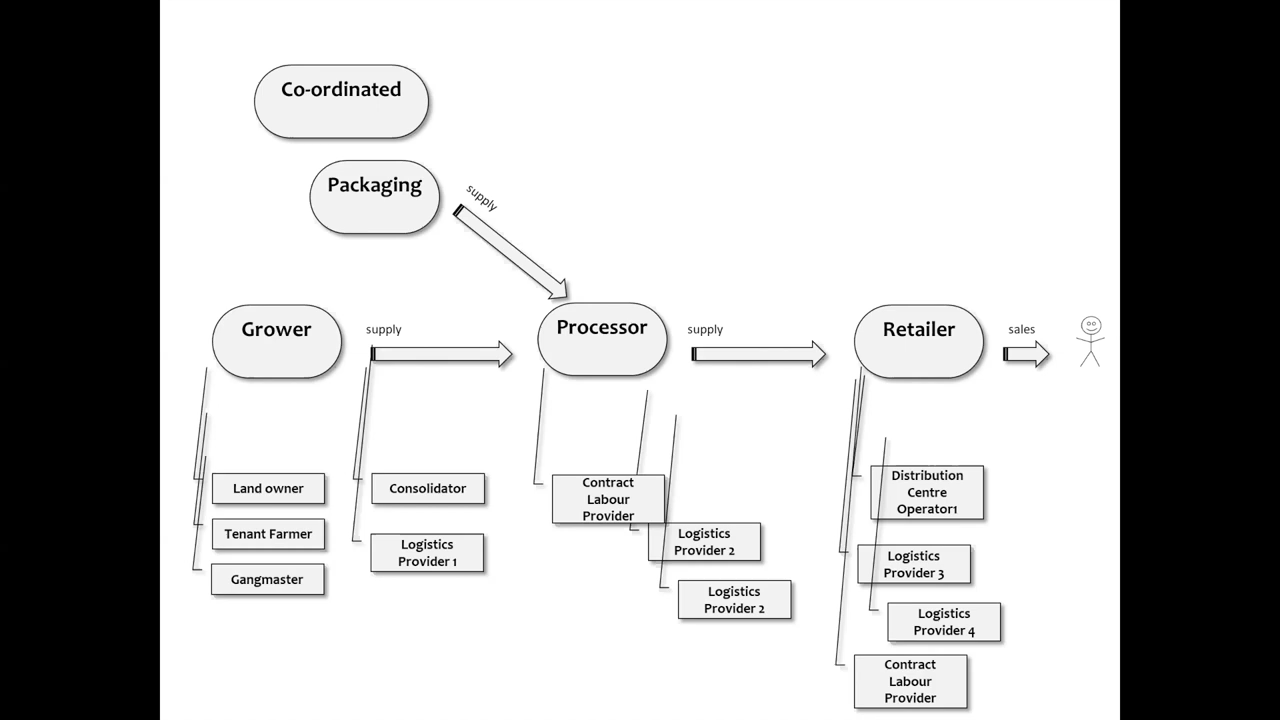 Co-ordinated
Packaging
supply
Grower
supply
Processor
supply
Retailer
sales
Land owner
Tenant Farmer
Gangmaster
Consolidator
Logistics
Provider 1
Contract
Labour
Provider
Logistics
Provider 2
Logistics
Provider 2
Distribution
Centre
Operator1
Logistics
Provider 3
Logistics
Provider 4
Contract
Labour
Provider